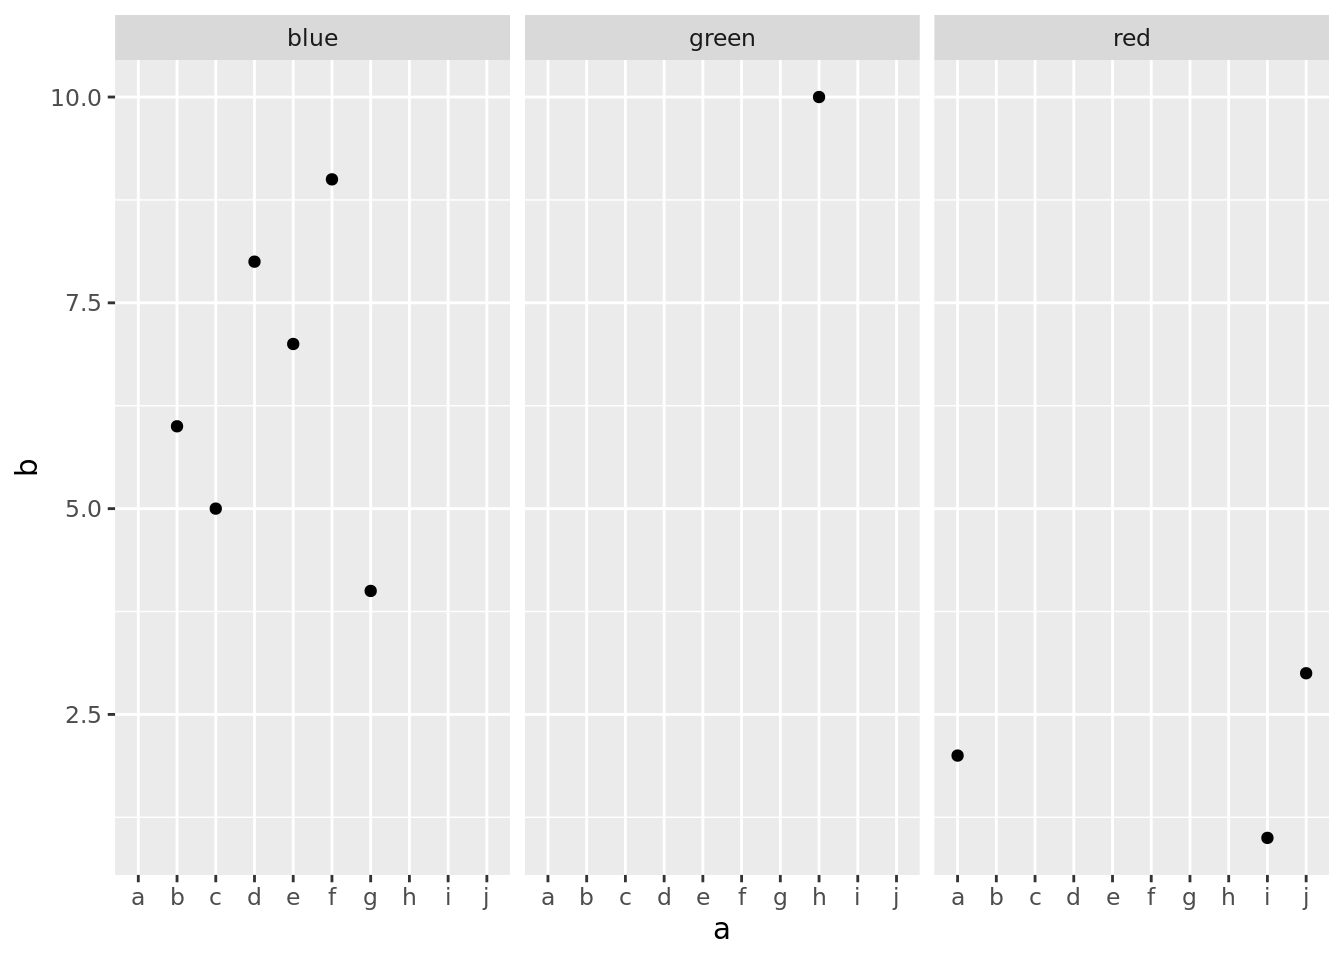 blue green red
10.0
7.5
5.0
2.5
b
a b c d e f g h i j a b c d e f g h i j a b c d e f g h i j
a